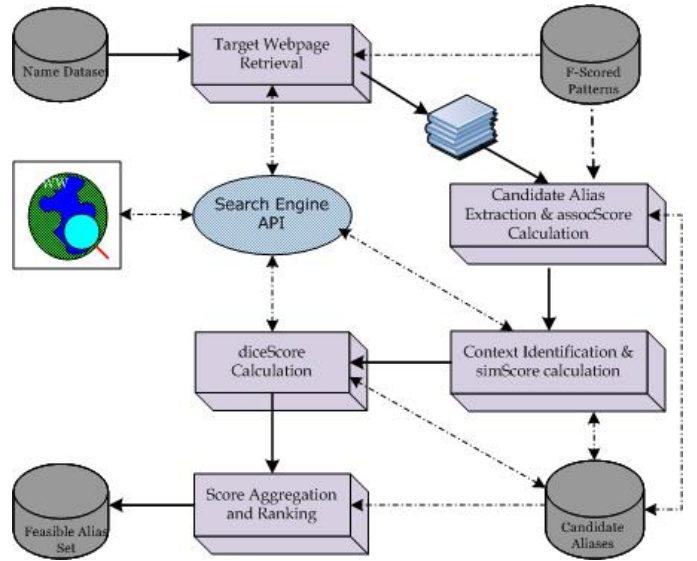 Name Dataset
Target Webpage
Retrieval
F-Scored
Patterns
WW
Search Engine
API
Candidate Alias
Extraction & assocScore
Calculation
diceScore
Calculation
Context Identification &
simScore calculation
Feasible Alias
Set
Score Aggregation
and Ranking
Candidate
Aliases